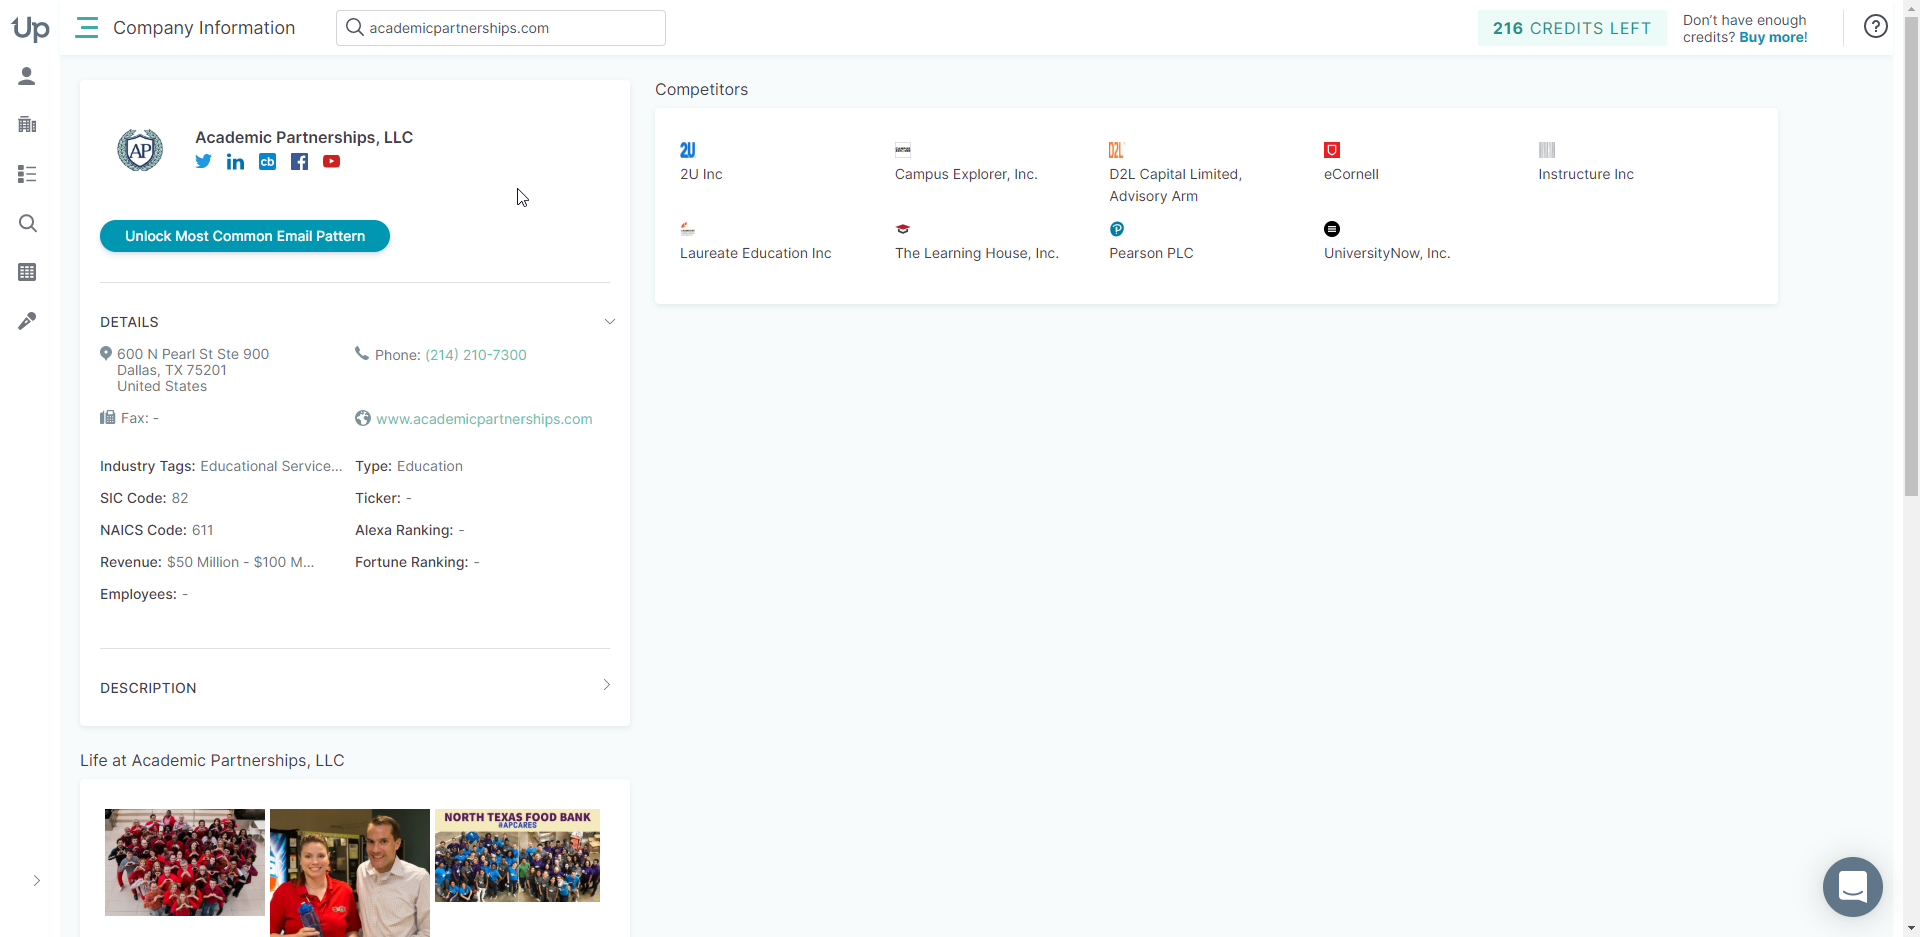 Up
Company Information
academicpartnerships.com
216 CREDITS LEFT
Don't have enough
credits? Buy more!
?
AP
Academic Partnerships, LLC
cb
Unlock Most Common Email Pattern
DETAILS
600 N Pearl St Ste 900
Dallas, TX 75201
United States
Phone: (214) 210-7300
Fax: -
www.academicpartnerships.com
Industry Tags: Educational Service...
Type: Education
SIC Code: 82
Ticker: -
NAICS Code: 611
Alexa Ranking: -
Revenue: $50 Million - $100 M...
Fortune Ranking: -
Employees: -
DESCRIPTION
Life at Academic Partnerships, LLC
NORTH TEXAS FOOD BANK
#APCARES
Competitors
2U
2U Inc
Campus Explorer, Inc.
D2L
D2L Capital Limited,
Advisory Arm
eCornell
Instructure Inc
Laureate Education Inc
The Learning House, Inc.
Pearson PLC
UniversityNow, Inc.